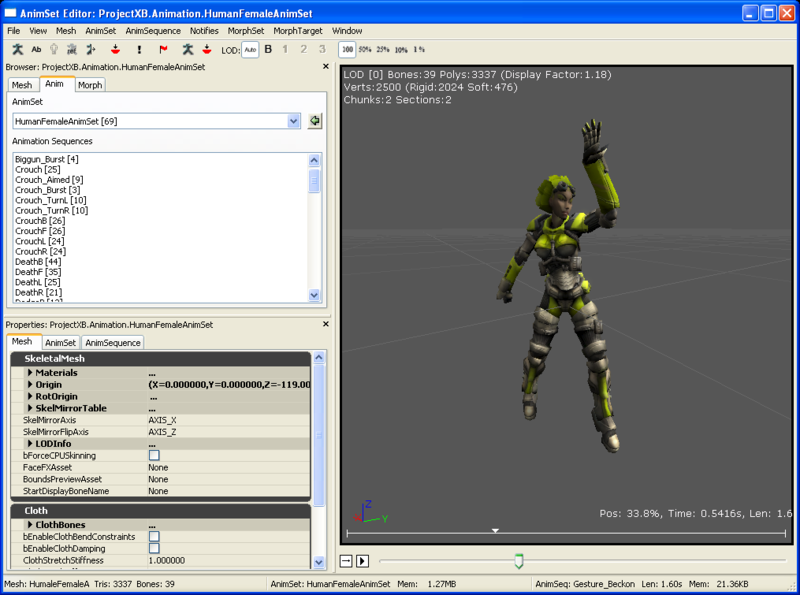 AnimSet Editor: ProjectXB.Animation.HumanFemaleAnimSet
File View Mesh AnimSet AnimSequence Notifies MorphSet MorphTarget Window
Ab LOD: Auto B 1 2 3 100 50% 25% 10% 1%
Browser: ProjectXB.Animation.HumanFemaleAnimSet
Mesh Anim Morph
AnimSet
HumanFemaleAnimSet [69]
Animation Sequences
Biggun_Burst [4]
Crouch [25]
Crouch_Aimed [9]
Crouch_Burst [3]
Crouch_TurnL [10]
Crouch_TurnR [10]
CrouchB [26]
CrouchF [26]
CrouchL [24]
CrouchR [24]
DeathB [44]
DeathF [35]
DeathL [25]
DeathR [21]
Properties: ProjectXB.Animation.HumanFemaleAnimSet
Mesh AnimSet AnimSequence
SkeletalMesh
Materials ...
Origin (X=0.000000,Y=0.000000,Z=-119.00
RotOrigin ...
SkelMirrorTable ...
SkelMirrorAxis AXIS_X
SkelMirrorFlipAxis AXIS_Z
LODInfo ...
bForceCPUSkinning
FaceFXAsset None
BoundsPreviewAsset None
StartDisplayBoneName None
Cloth
ClothBones ...
bEnableClothBendConstraints
bEnableClothDamping
ClothStretchStiffness 1.000000
LOD [0] Bones:39 Polys:3337 (Display Factor:1.18)
Verts:2500 (Rigid:2024 Soft:476)
Chunks:2 Sections:2
Z
X Y
Pos: 33.8%, Time: 0.5416s, Len: 1.6
Mesh: HumaleFemaleA Tris: 3337 Bones: 39
AnimSet: HumanFemaleAnimSet Mem: 1.27MB
AnimSeq: Gesture_Beckon Len: 1.60s Mem: 21.36KB